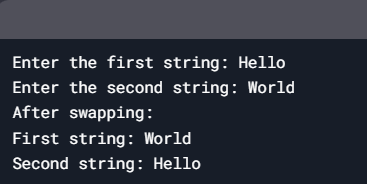 Enter the first string: Hello
Enter the second string: World
After swapping:
First string: World
Second string: Hello